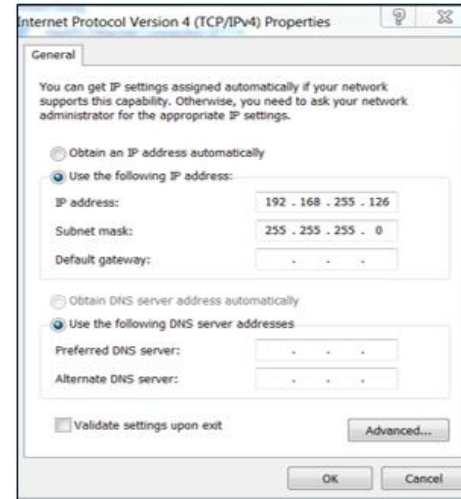 Internet Protocol Version 4 (TCP/IPv4) Properties
General
You can get IP settings assigned automatically if your network
supports this capability. Otherwise, you need to ask your network
administrator for the appropriate IP settings.
Obtain an IP address automatically
Use the following IP address:
IP address: 192 . 168 . 255 . 126
Subnet mask: 255 . 255 . 255 . 0
Default gateway: . . .
Obtain DNS server address automatically
Use the following DNS server addresses
Preferred DNS server: . . .
Alternate DNS server: . . .
Validate settings upon exit
Advanced...
OK Cancel